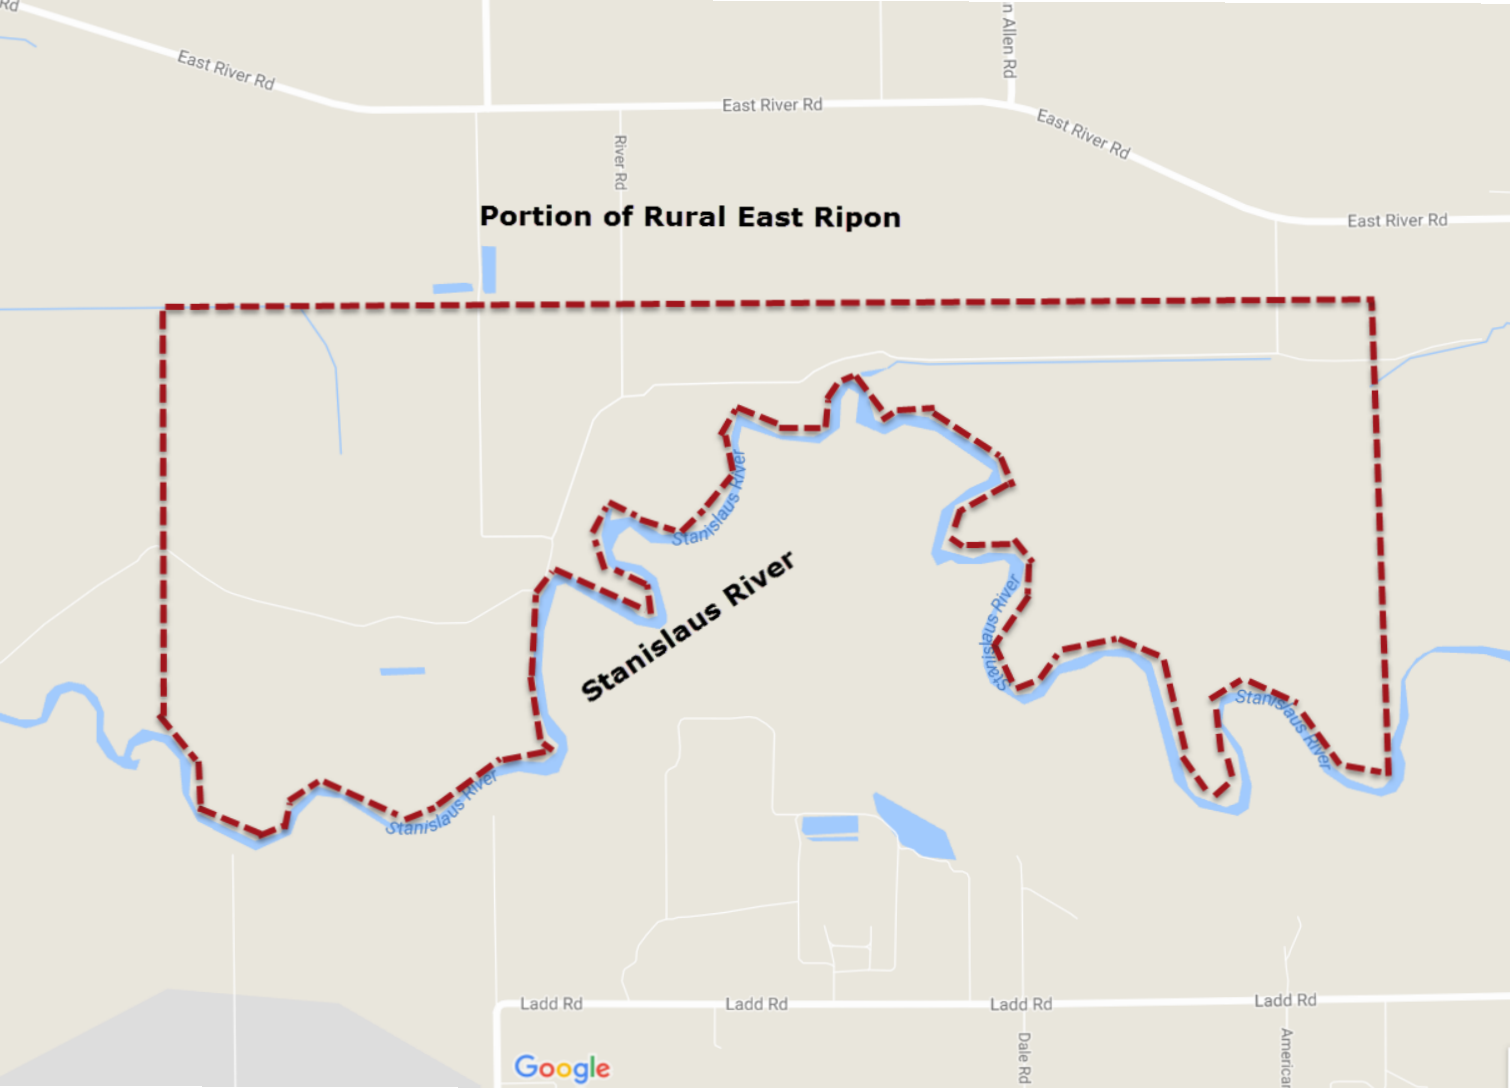 Rd
East River Rd
East River Rd
n Allen Rd
East River Rd
River Rd
Portion of Rural East Ripon
East River Rd
Stanislaus River
Stanislaus River
Stanislaus River
Stanislaus River
Stanislaus River
Stanislaus River
Ladd Rd
Ladd Rd
Ladd Rd
Ladd Rd
Dale Rd
American
Google